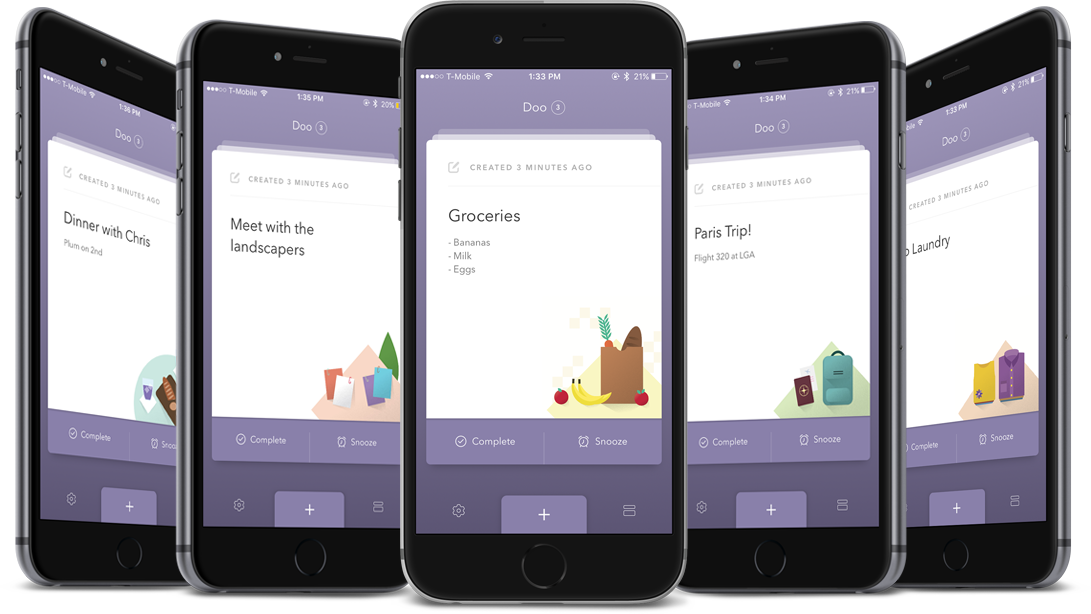 T-Mobile
1:36 PM
Doo 3
CREATED 3 MINUTES AGO
Dinner with Chris
Plum on 2nd
Complete
+
T-Mobile
1:35 PM
20%
Doo 3
CREATED 3 MINUTES AGO
Meet with the
landscapers
Complete
Snooze
+
T-Mobile
1:33 PM
21%
Doo 3
CREATED 3 MINUTES AGO
Groceries
- Bananas
- Milk
- Eggs
Complete
Snooze
+
T-Mobile
1:34 PM
21%
Doo 3
CREATED 3 MINUTES AGO
Paris Trip!
Flight 320 at LGA
Complete
Snooze
+
1:33 PM
21%
Doo 3
CREATED 3 MINUTES AGO
Laundry
Complete
Snooze
+